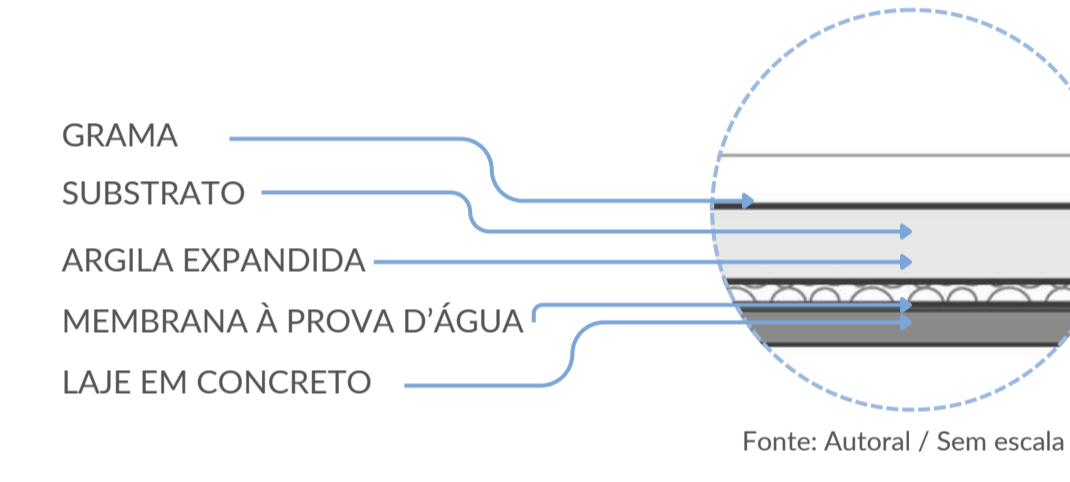 GRAMA
SUBSTRATO
ARGILA EXPANDIDA
MEMBRANA À PROVA D’ÁGUA
LAJE EM CONCRETO
Fonte: Autoral / Sem escala